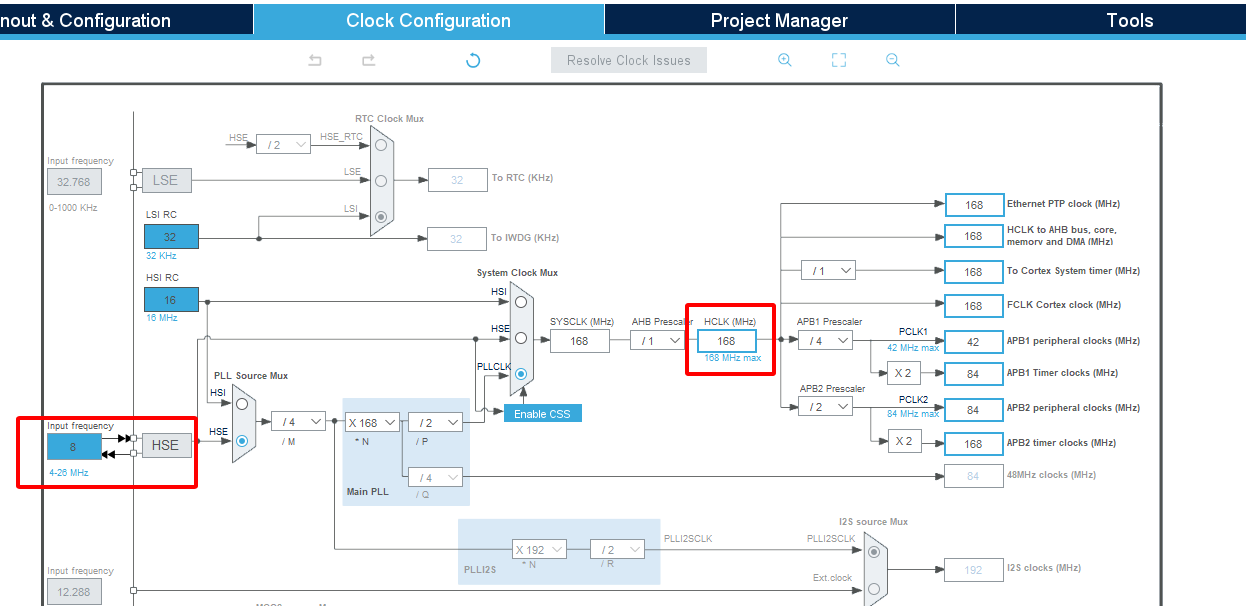 nout & Configuration
Clock Configuration
Project Manager
Tools
Resolve Clock Issues
RTC Clock Mux
HSE
/ 2
HSE_RTC
Input frequency
32.768
0-1000 KHz
LSE
LSE
32
To RTC (KHz)
LSI RC
LSI
32
32 KHz
32
To IWDG (KHz)
HSI RC
16
16 MHz
System Clock Mux
HSI
HSE
PLLCLK
SYSCLK (MHz)
168
AHB Prescaler
/ 1
HCLK (MHz)
168
168 MHz max
168
Ethernet PTP clock (MHz)
168
HCLK to AHB bus, core,
memory and DMA (MHz)
/ 1
168
To Cortex System timer (MHz)
168
FCLK Cortex clock (MHz)
APB1 Prescaler
/ 4
PCLK1
42 MHz max
42
APB1 peripheral clocks (MHz)
X 2
84
APB1 Timer clocks (MHz)
APB2 Prescaler
/ 2
PCLK2
84 MHz max
84
APB2 peripheral clocks (MHz)
X 2
168
APB2 timer clocks (MHz)
PLL Source Mux
HSI
HSE
Input frequency
8
4-26 MHz
HSE
/ 4
/ M
X 168
* N
/ 2
/ P
/ 4
/ Q
Main PLL
Enable CSS
84
48MHz clocks (MHz)
PLLI2S
X 192
* N
/ 2
/ R
PLLI2SCLK
I2S source Mux
PLLI2SCLK
Ext.clock
192
I2S clocks (MHz)
Input frequency
12.288